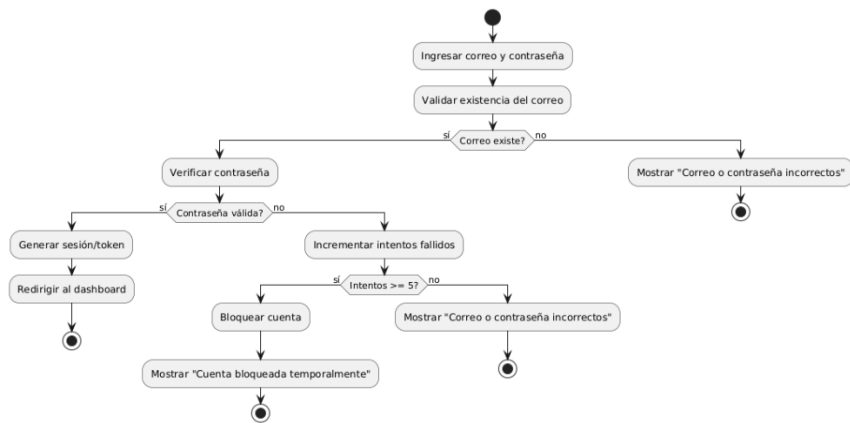 Ingresar correo y contraseña
Validar existencia del correo
sí
Correo existe?
no
Verificar contraseña
Mostrar "Correo o contraseña incorrectos"
sí
Contraseña válida?
no
Generar sesión/token
Incrementar intentos fallidos
Redirigir al dashboard
sí
Intentos >= 5?
no
Bloquear cuenta
Mostrar "Correo o contraseña incorrectos"
Mostrar "Cuenta bloqueada temporalmente"